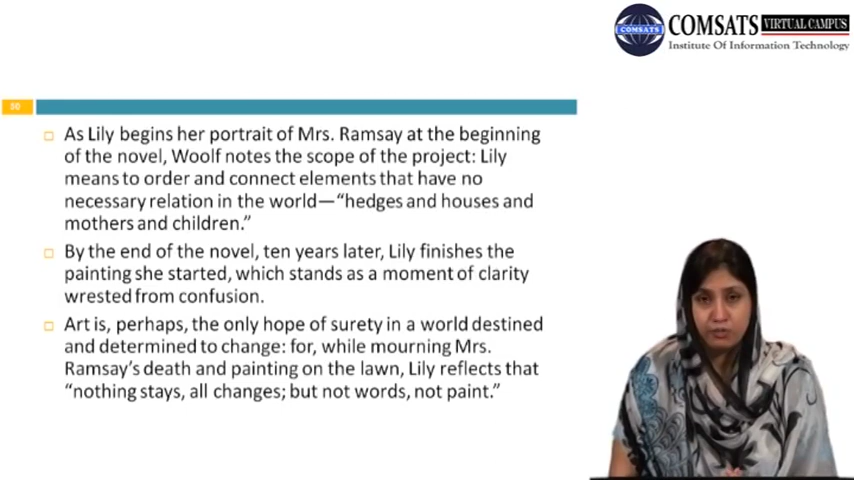 COMSATS VIRTUAL CAMPUS
COMSATS
Institute Of Information Technology
As Lily begins her portrait of Mrs. Ramsay at the beginning
of the novel, Woolf notes the scope of the project: Lily
means to order and connect elements that have no
necessary relation in the world—“hedges and houses and
mothers and children.”
By the end of the novel, ten years later, Lily finishes the
painting she started, which stands as a moment of clarity
wrested from confusion.
Art is, perhaps, the only hope of surety in a world destined
and determined to change: for, while mourning Mrs.
Ramsay’s death and painting on the lawn, Lily reflects that
“nothing stays, all changes; but not words, not paint.”